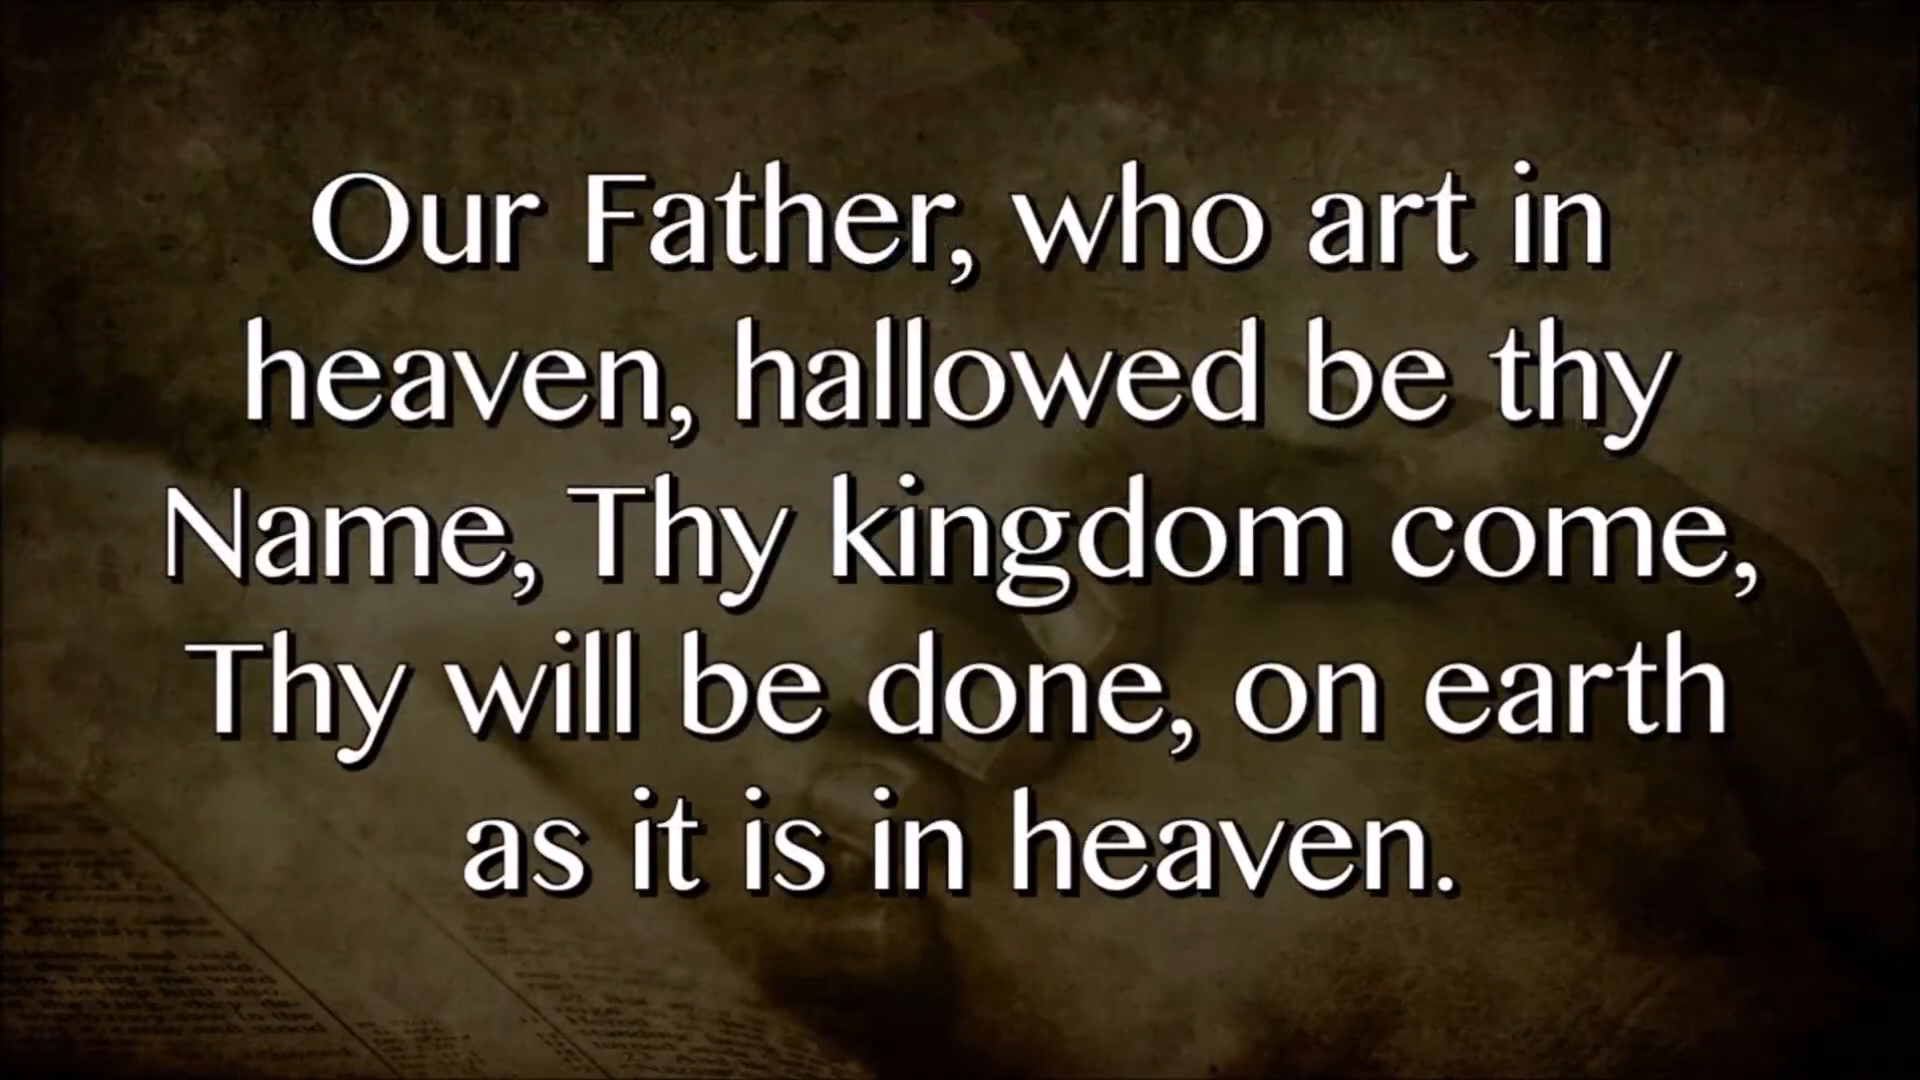 Our Father, who art in
heaven, hallowed be thy
Name, Thy kingdom come,
Thy will be done, on earth
as it is in heaven.